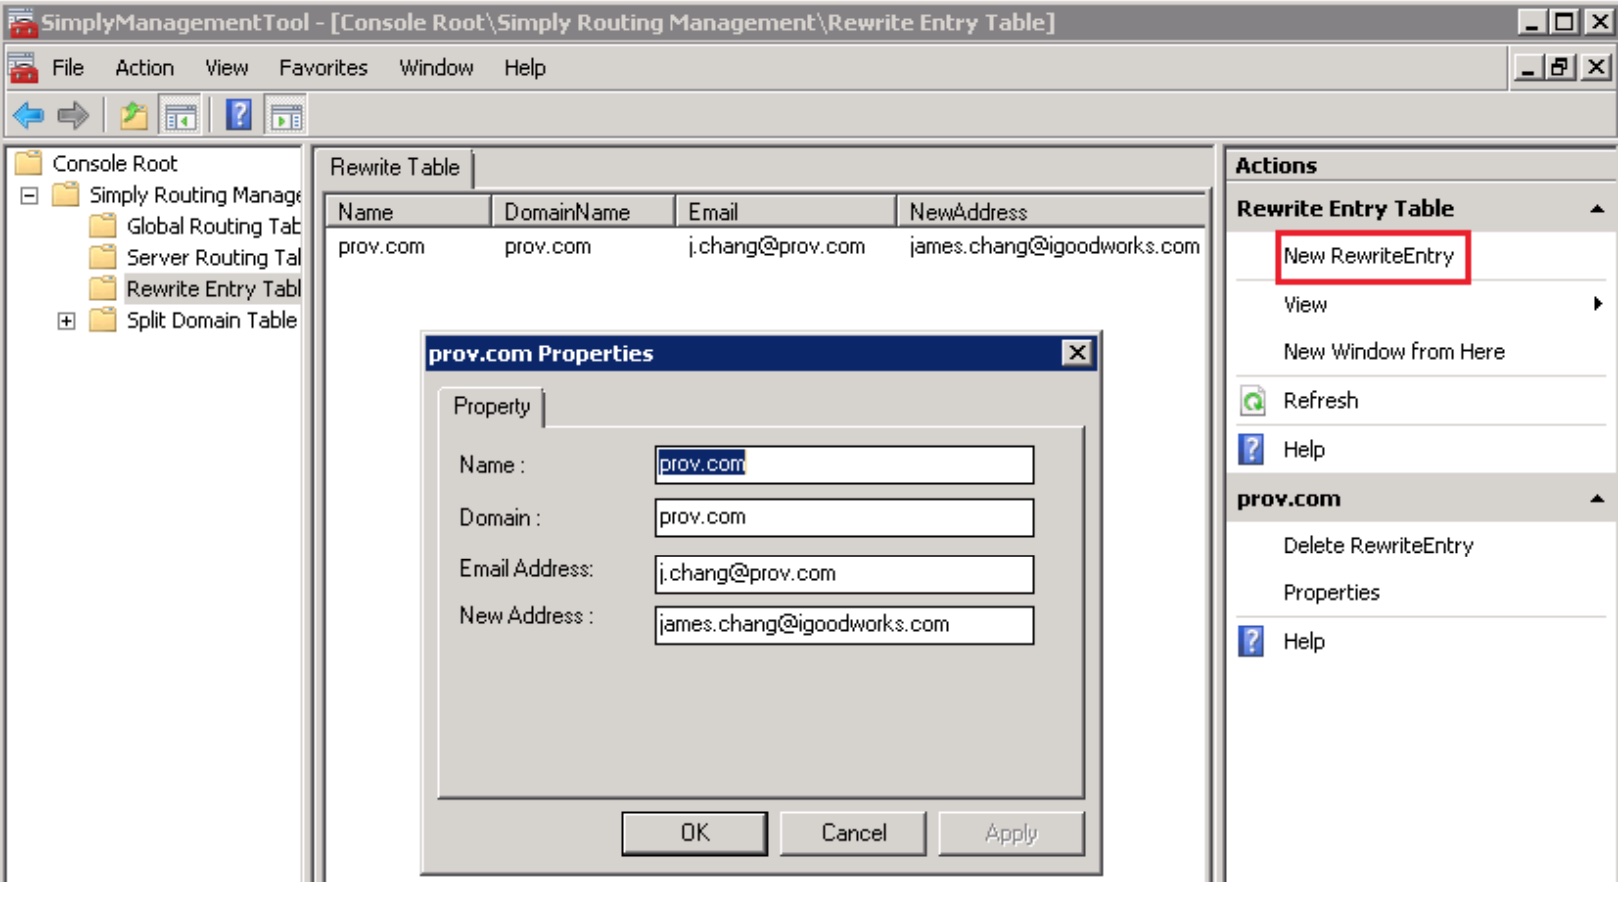 SimplyManagementTool - [Console Root\Simply Routing Management\Rewrite Entry Table]
File Action View Favorites Window Help
Console Root
Simply Routing Manage
Global Routing Tab
Server Routing Tal
Rewrite Entry Tabl
Split Domain Table
Rewrite Table
Name DomainName Email NewAddress
prov.com prov.com j.chang@prov.com james.chang@igoodworks.com
prov.com Properties
Property
Name : prov.com
Domain : prov.com
Email Address: j.chang@prov.com
New Address : james.chang@igoodworks.com
OK Cancel Apply
Actions
Rewrite Entry Table
New RewriteEntry
View
New Window from Here
Refresh
Help
prov.com
Delete RewriteEntry
Properties
Help